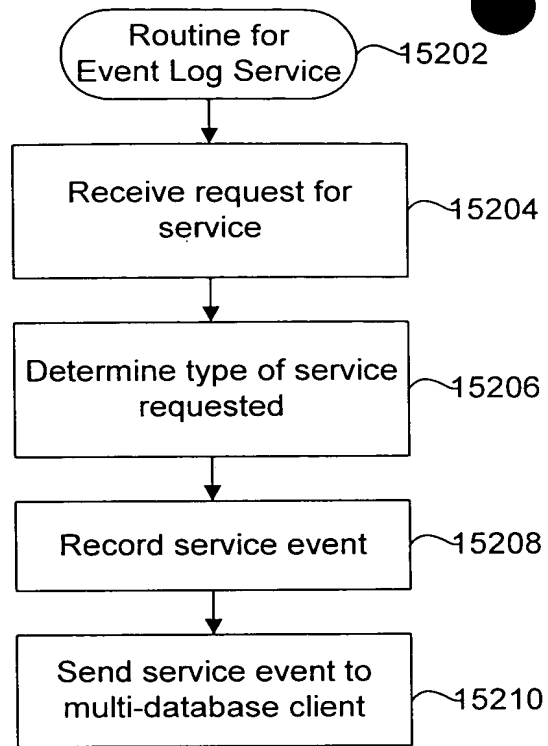 Routine for
Event Log Service
15202
Receive request for
service
15204
Determine type of service
requested
15206
Record service event
15208
Send service event to
multi-database client
15210